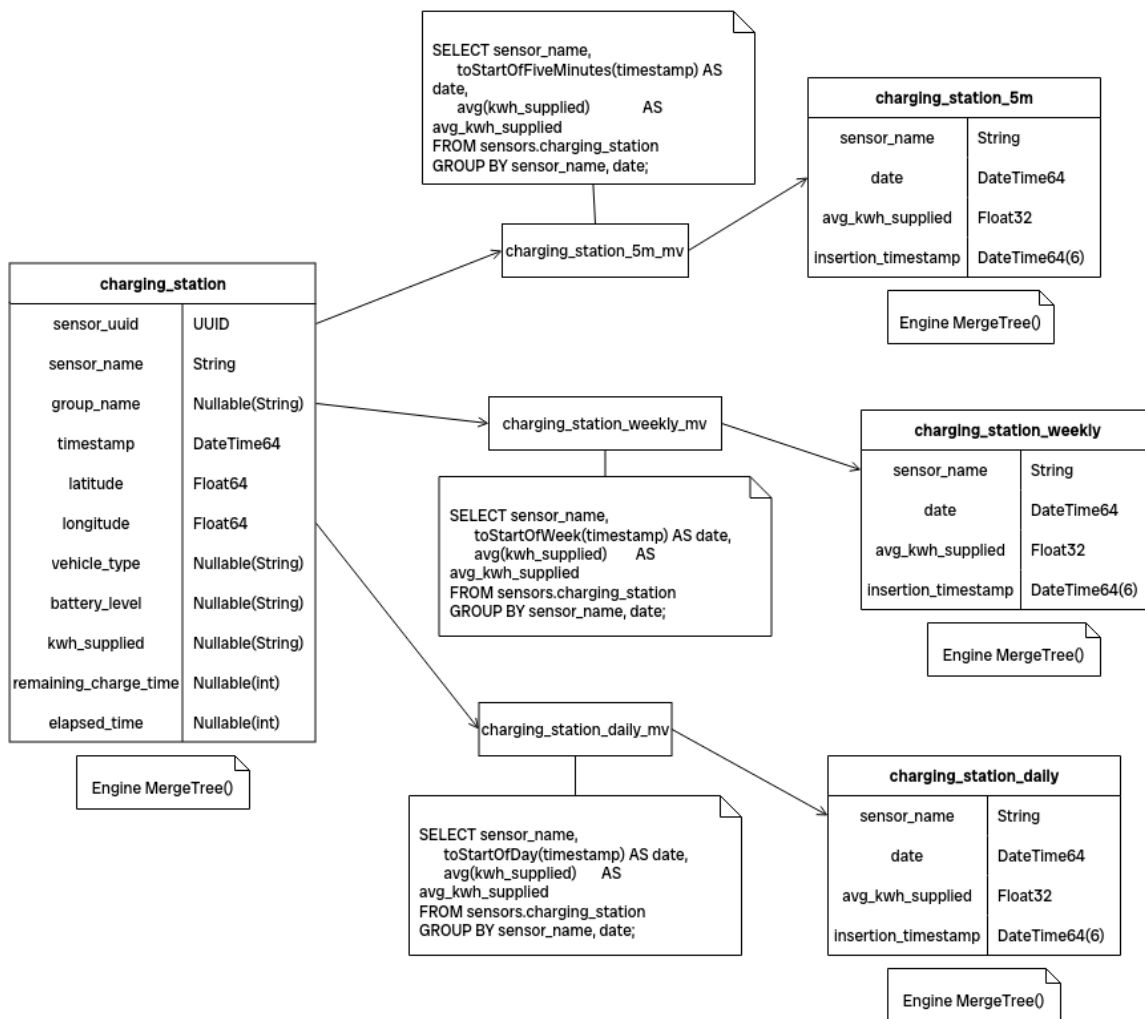 SELECT sensor_name,
toStartOfFiveMinutes(timestamp) AS
date,
avg(kwh_supplied) AS
avg_kwh_supplied
FROM sensors.charging_station
GROUP BY sensor_name, date;
charging_station_5m_mv
charging_station_5m
sensor_name String
date DateTime64
avg_kwh_supplied Float32
insertion_timestamp DateTime64(6)
Engine MergeTree()
charging_station
sensor_uuid UUID
sensor_name String
group_name Nullable(String)
timestamp DateTime64
latitude Float64
longitude Float64
vehicle_type Nullable(String)
battery_level Nullable(String)
kwh_supplied Nullable(String)
remaining_charge_time Nullable(int)
elapsed_time Nullable(int)
Engine MergeTree()
charging_station_weekly_mv
SELECT sensor_name,
toStartOfWeek(timestamp) AS date,
avg(kwh_supplied) AS
avg_kwh_supplied
FROM sensors.charging_station
GROUP BY sensor_name, date;
charging_station_weekly
sensor_name String
date DateTime64
avg_kwh_supplied Float32
insertion_timestamp DateTime64(6)
Engine MergeTree()
charging_station_daily_mv
SELECT sensor_name,
toStartOfDay(timestamp) AS date,
avg(kwh_supplied) AS
avg_kwh_supplied
FROM sensors.charging_station
GROUP BY sensor_name, date;
charging_station_daily
sensor_name String
date DateTime64
avg_kwh_supplied Float32
insertion_timestamp DateTime64(6)
Engine MergeTree()